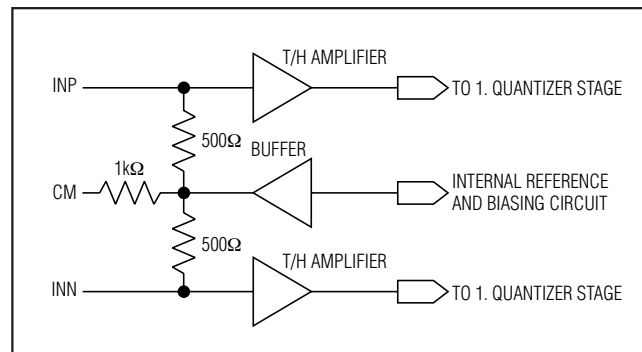 T/H AMPLIFIER
INP
TO 1. QUANTIZER STAGE
500Ω
BUFFER
1kΩ
CM
INTERNAL REFERENCE
AND BIASING CIRCUIT
500Ω
T/H AMPLIFIER
INN
TO 1. QUANTIZER STAGE